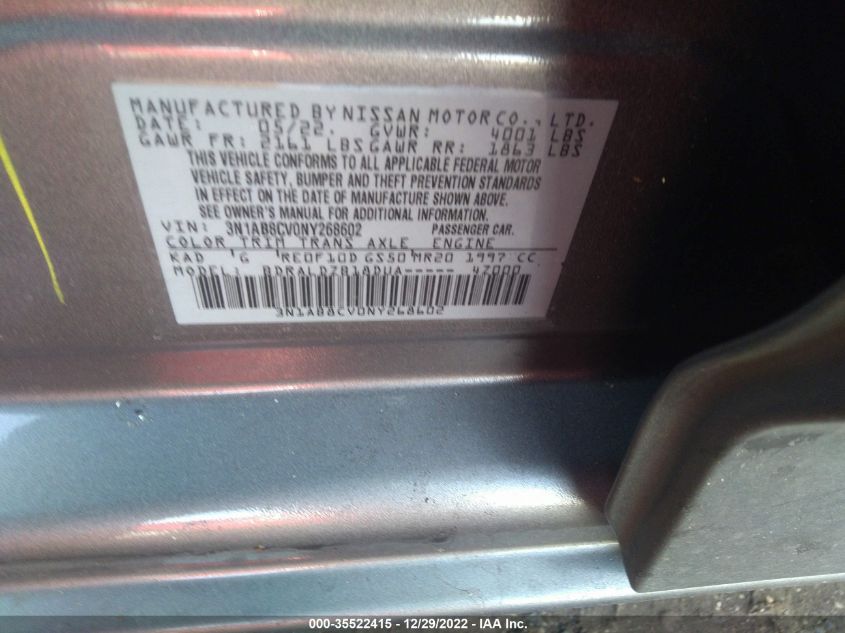 MANUFACTURED BY NISSAN MOTOR CO., LTD.
DATE: 05/22. GVWR: 4001 LBS
GAWR FR: 2161 LBS GAWR RR: 1863 LBS
THIS VEHICLE CONFORMS TO ALL APPLICABLE FEDERAL MOTOR
VEHICLE SAFETY, BUMPER AND THEFT PREVENTION STANDARDS
IN EFFECT ON THE DATE OF MANUFACTURE SHOWN ABOVE.
SEE OWNER'S MANUAL FOR ADDITIONAL INFORMATION.
VIN: 3N1AB8CV0NY268602 PASSENGER CAR.
COLOR TRIM TRANS AXLE ENGINE
KAD G RE0F10D GS50 MR20 1997 CC
MODEL: BDRALDZB18DUA----- 47000
3N1AB8CV0NY268602
000-35522415 - 12/29/2022 - IAA Inc.